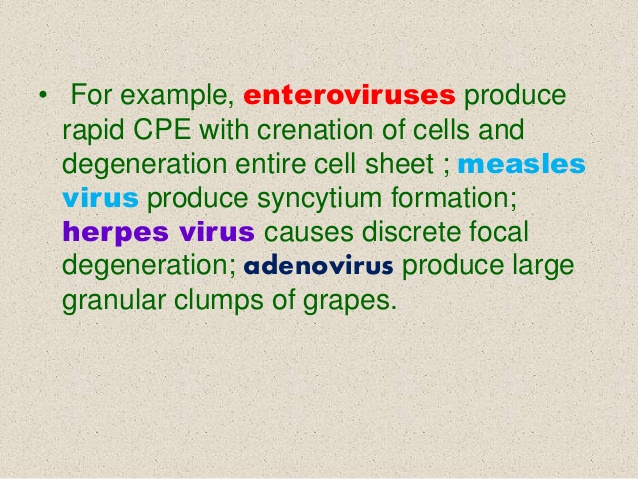 • For example, enteroviruses produce
rapid CPE with crenation of cells and
degeneration entire cell sheet ; measles
virus produce syncytium formation;
herpes virus causes discrete focal
degeneration; adenovirus produce large
granular clumps of grapes.